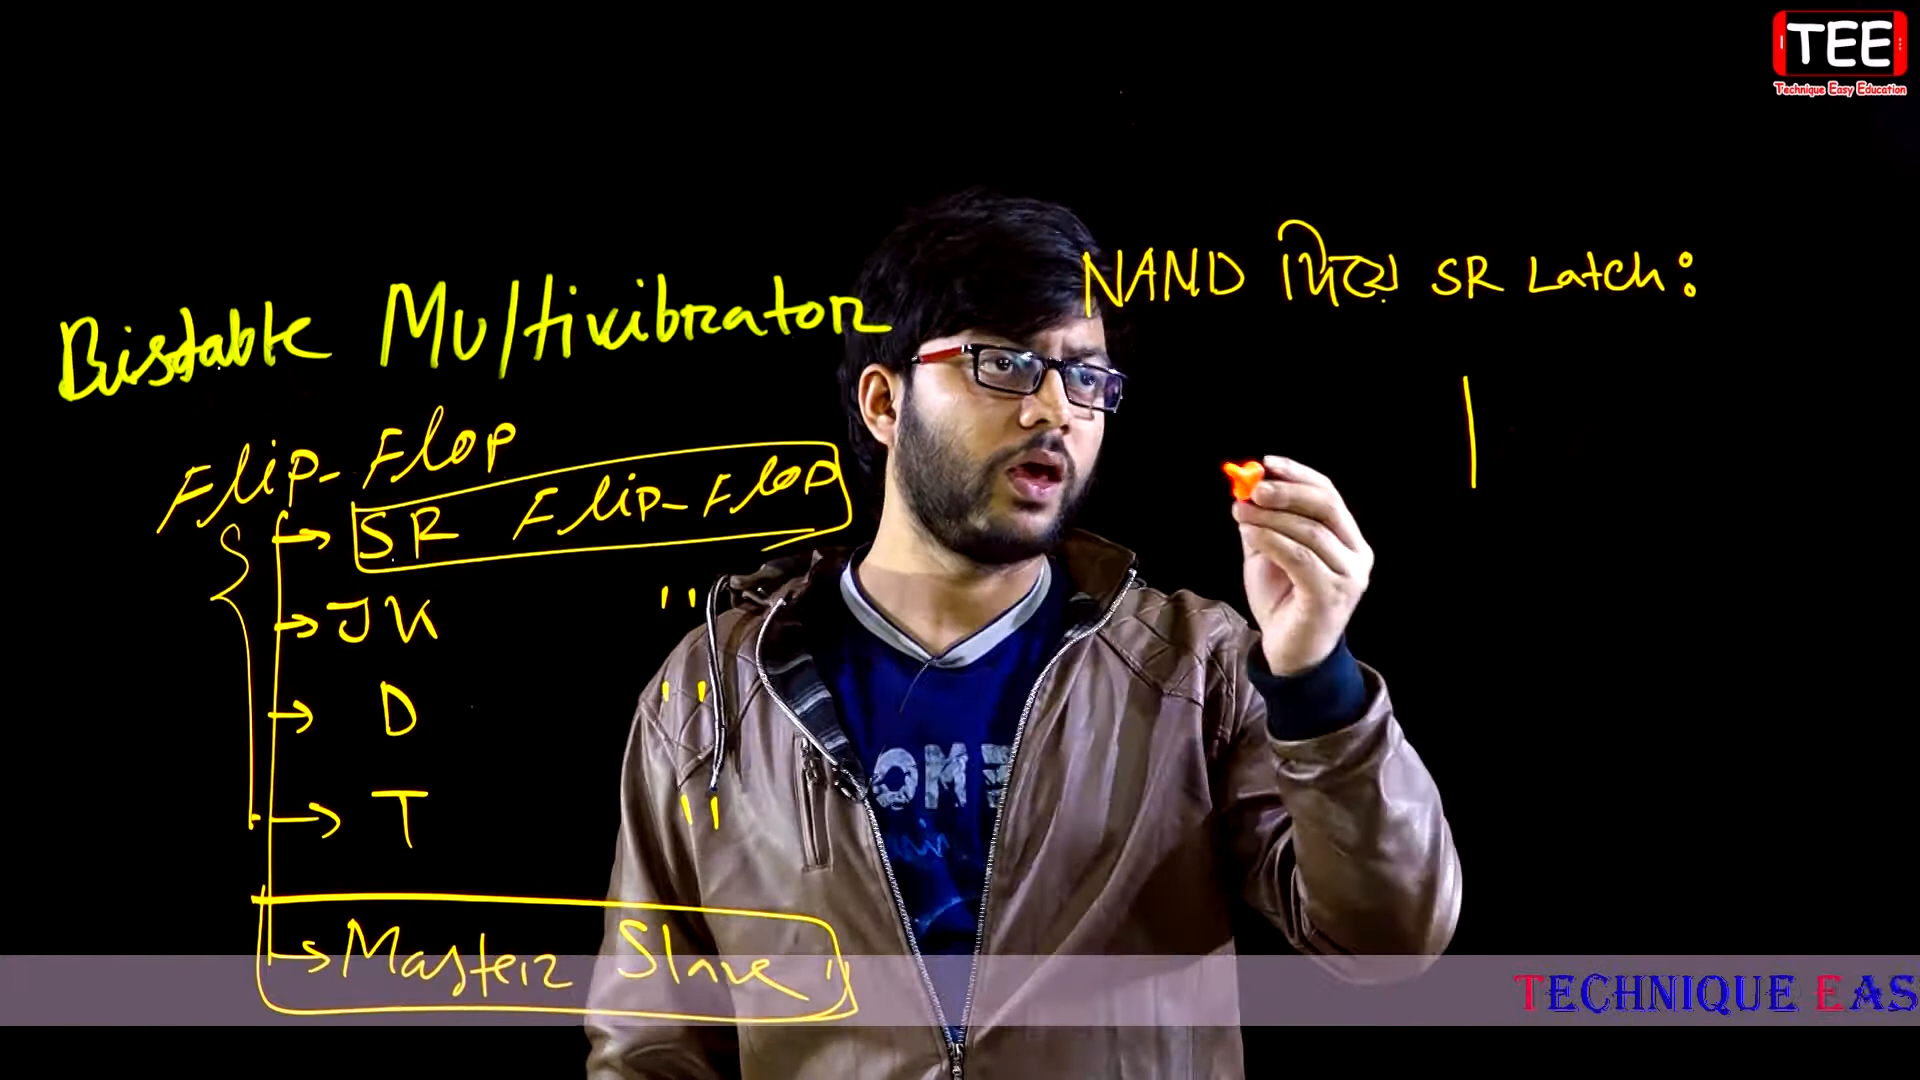 TEE
Technique Easy Education
NAND দিয়ে SR Latch:
Bistable Multivibrator
Flip-Flop
SR Flip-Flop
JK "
D "
T "
Master Slave "
TECHNIQUE EAS